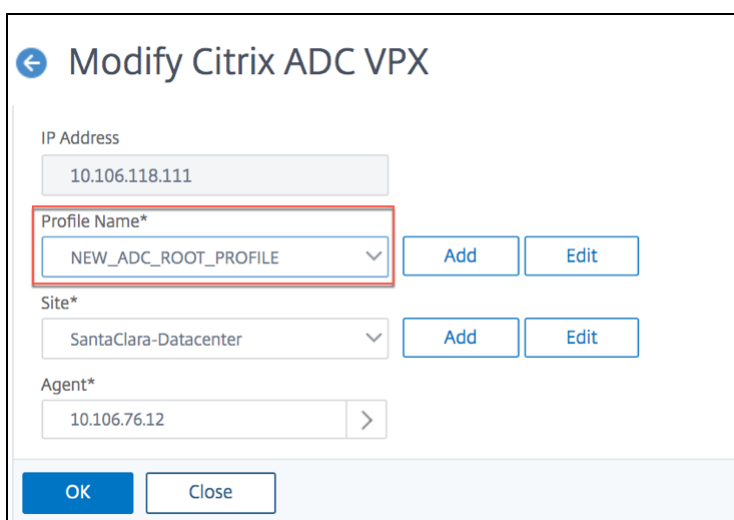 Modify Citrix ADC VPX
IP Address
10.106.118.111
Profile Name*
NEW_ADC_ROOT_PROFILE
Add
Edit
Site*
SantaClara-Datacenter
Add
Edit
Agent*
10.106.76.12
OK
Close